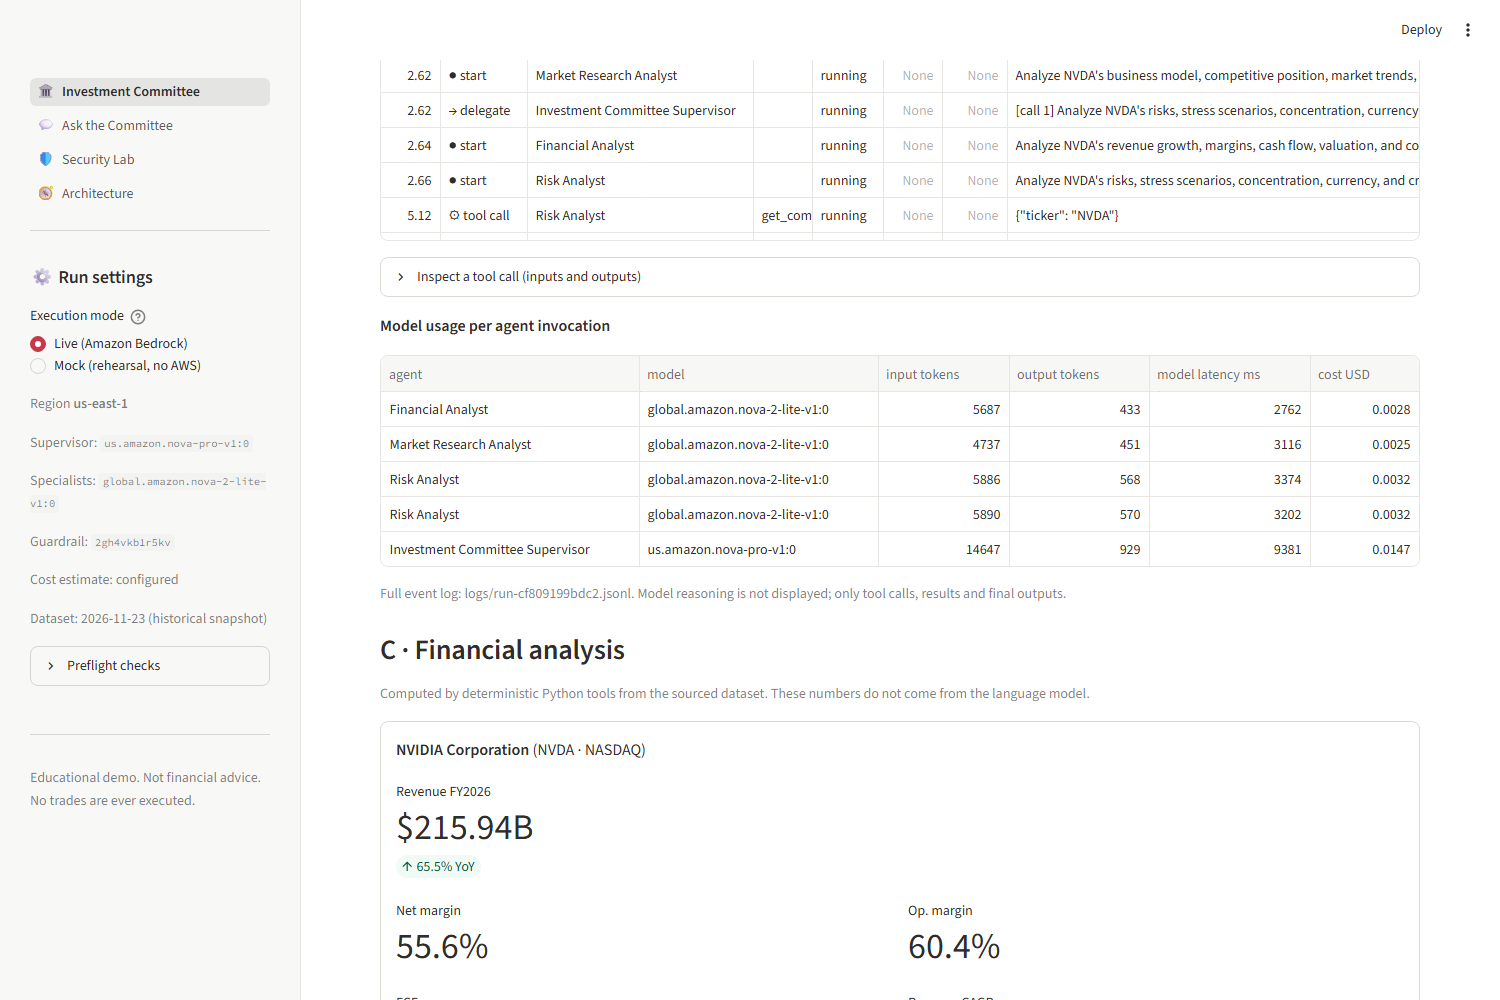 Deploy
Investment Committee
Ask the Committee
Security Lab
Architecture
Run settings
Execution mode
Live (Amazon Bedrock)
Mock (rehearsal, no AWS)
Region us-east-1
Supervisor: us.amazon.nova-pro-v1:0
Specialists: global.amazon.nova-2-lite-
v1:0
Guardrail: 2gh4vkblr5kv
Cost estimate: configured
Dataset: 2026-11-23 (historical snapshot)
Preflight checks
Educational demo. Not financial advice.
No trades are ever executed.
2.62 ● start Market Research Analyst running None None Analyze NVDA's business model, competitive position, market trends,
2.62 → delegate Investment Committee Supervisor running None None [call 1] Analyze NVDA's risks, stress scenarios, concentration, currency
2.64 ● start Financial Analyst running None None Analyze NVDA's revenue growth, margins, cash flow, valuation, and co
2.66 ● start Risk Analyst running None None Analyze NVDA's risks, stress scenarios, concentration, currency, and cr
5.12 ⚙ tool call Risk Analyst get_com running None None {"ticker": "NVDA"}
Inspect a tool call (inputs and outputs)
Model usage per agent invocation
agent model input tokens output tokens model latency ms cost USD
Financial Analyst global.amazon.nova-2-lite-v1:0 5687 433 2762 0.0028
Market Research Analyst global.amazon.nova-2-lite-v1:0 4737 451 3116 0.0025
Risk Analyst global.amazon.nova-2-lite-v1:0 5886 568 3374 0.0032
Risk Analyst global.amazon.nova-2-lite-v1:0 5890 570 3202 0.0032
Investment Committee Supervisor us.amazon.nova-pro-v1:0 14647 929 9381 0.0147
Full event log: logs/run-cf809199bdc2.jsonl. Model reasoning is not displayed; only tool calls, results and final outputs.
C · Financial analysis
Computed by deterministic Python tools from the sourced dataset. These numbers do not come from the language model.
NVIDIA Corporation (NVDA · NASDAQ)
Revenue FY2026
$215.94B
↑ 65.5% YoY
Net margin Op. margin
55.6% 60.4%